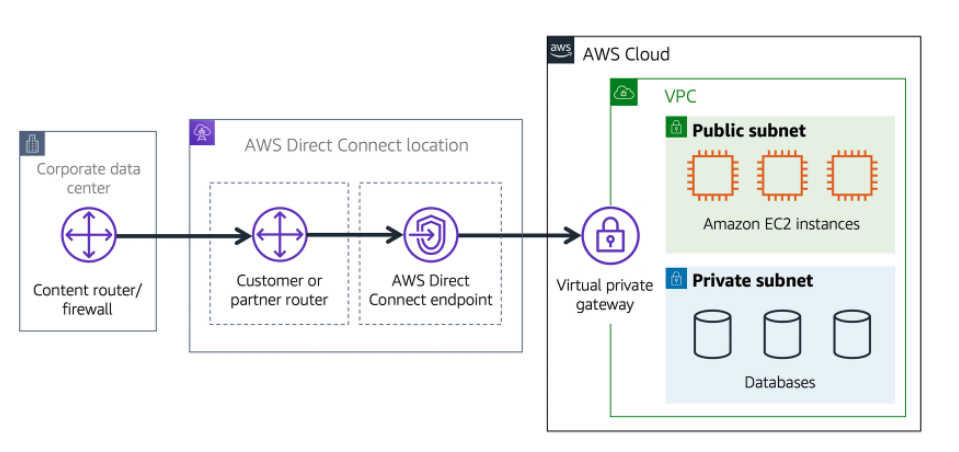 aws
AWS Cloud
VPC
Public subnet
Amazon EC2 instances
AWS Direct Connect location
Corporate data
center
Content router/
firewall
Customer or
partner router
AWS Direct
Connect endpoint
Virtual private
gateway
Private subnet
Databases